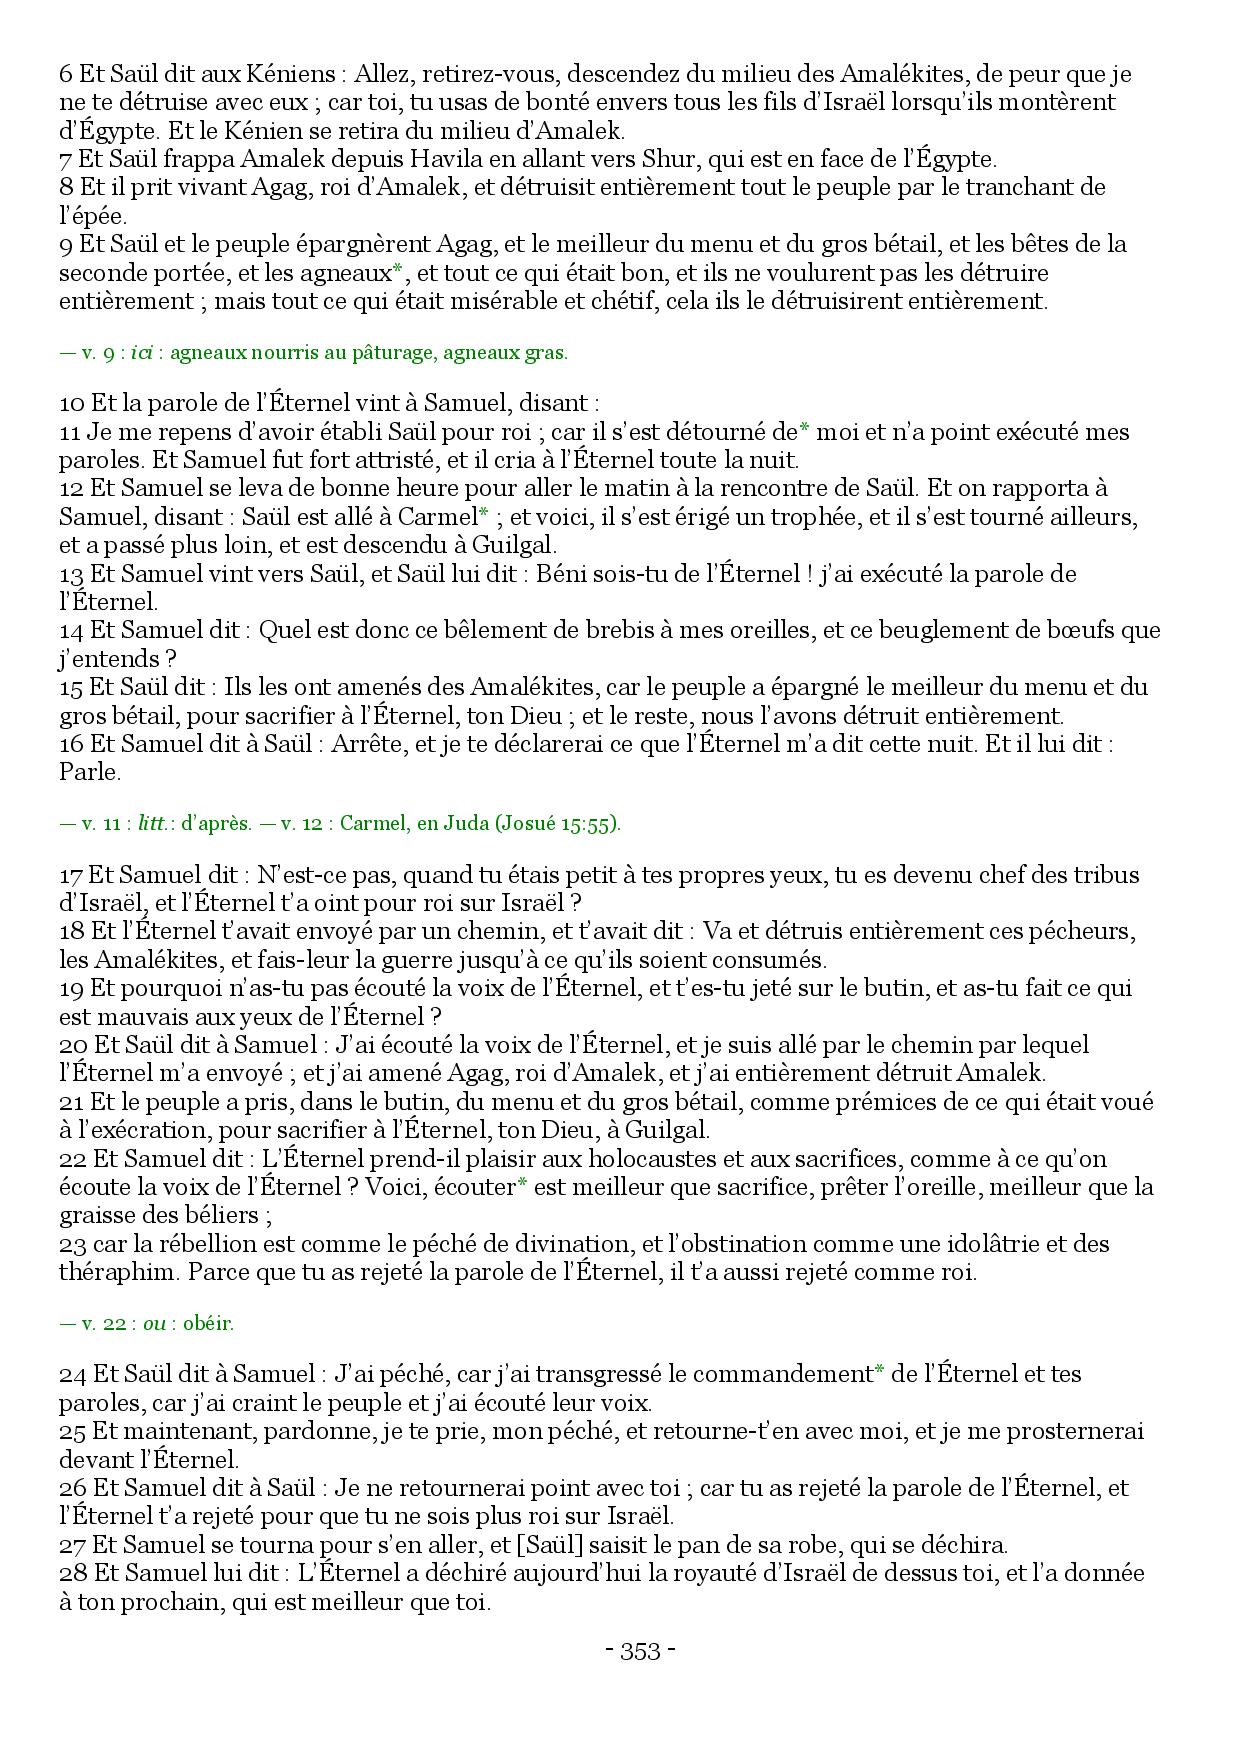 6 Et Saül dit aux Kéniens : Allez, retirez-vous, descendez du milieu des Amalékites, de peur que je
ne te détruise avec eux ; car toi, tu usas de bonté envers tous les fils d’Israël lorsqu’ils montèrent
d’Égypte. Et le Kénien se retira du milieu d’Amalek.
7 Et Saül frappa Amalek depuis Havila en allant vers Shur, qui est en face de l’Égypte.
8 Et il prit vivant Agag, roi d’Amalek, et détruisit entièrement tout le peuple par le tranchant de
l’épée.
9 Et Saül et le peuple épargnèrent Agag, et le meilleur du menu et du gros bétail, et les bêtes de la
seconde portée, et les agneaux*, et tout ce qui était bon, et ils ne voulurent pas les détruire
entièrement ; mais tout ce qui était misérable et chétif, cela ils le détruisirent entièrement.
— v. 9 : ici : agneaux nourris au pâturage, agneaux gras.
10 Et la parole de l’Éternel vint à Samuel, disant :
11 Je me repens d’avoir établi Saül pour roi ; car il s’est détourné de* moi et n’a point exécuté mes
paroles. Et Samuel fut fort attristé, et il cria à l’Éternel toute la nuit.
12 Et Samuel se leva de bonne heure pour aller le matin à la rencontre de Saül. Et on rapporta à
Samuel, disant : Saül est allé à Carmel* ; et voici, il s’est érigé un trophée, et il s’est tourné ailleurs,
et a passé plus loin, et est descendu à Guilgal.
13 Et Samuel vint vers Saül, et Saül lui dit : Béni sois-tu de l’Éternel ! j’ai exécuté la parole de
l’Éternel.
14 Et Samuel dit : Quel est donc ce bêlement de brebis à mes oreilles, et ce beuglement de bœufs que
j’entends ?
15 Et Saül dit : Ils les ont amenés des Amalékites, car le peuple a épargné le meilleur du menu et du
gros bétail, pour sacrifier à l’Éternel, ton Dieu ; et le reste, nous l’avons détruit entièrement.
16 Et Samuel dit à Saül : Arrête, et je te déclarerai ce que l’Éternel m’a dit cette nuit. Et il lui dit :
Parle.
— v. 11 : litt.: d’après. — v. 12 : Carmel, en Juda (Josué 15:55).
17 Et Samuel dit : N’est-ce pas, quand tu étais petit à tes propres yeux, tu es devenu chef des tribus
d’Israël, et l’Éternel t’a oint pour roi sur Israël ?
18 Et l’Éternel t’avait envoyé par un chemin, et t’avait dit : Va et détruis entièrement ces pécheurs,
les Amalékites, et fais-leur la guerre jusqu’à ce qu’ils soient consumés.
19 Et pourquoi n’as-tu pas écouté la voix de l’Éternel, et t’es-tu jeté sur le butin, et as-tu fait ce qui
est mauvais aux yeux de l’Éternel ?
20 Et Saül dit à Samuel : J’ai écouté la voix de l’Éternel, et je suis allé par le chemin par lequel
l’Éternel m’a envoyé ; et j’ai amené Agag, roi d’Amalek, et j’ai entièrement détruit Amalek.
21 Et le peuple a pris, dans le butin, du menu et du gros bétail, comme prémices de ce qui était voué
à l’exécration, pour sacrifier à l’Éternel, ton Dieu, à Guilgal.
22 Et Samuel dit : L’Éternel prend-il plaisir aux holocaustes et aux sacrifices, comme à ce qu’on
écoute la voix de l’Éternel ? Voici, écouter* est meilleur que sacrifice, prêter l’oreille, meilleur que la
graisse des béliers ;
23 car la rébellion est comme le péché de divination, et l’obstination comme une idolâtrie et des
théraphim. Parce que tu as rejeté la parole de l’Éternel, il t’a aussi rejeté comme roi.
— v. 22 : ou : obéir.
24 Et Saül dit à Samuel : J’ai péché, car j’ai transgressé le commandement* de l’Éternel et tes
paroles, car j’ai craint le peuple et j’ai écouté leur voix.
25 Et maintenant, pardonne, je te prie, mon péché, et retourne-t’en avec moi, et je me prosternerai
devant l’Éternel.
26 Et Samuel dit à Saül : Je ne retournerai point avec toi ; car tu as rejeté la parole de l’Éternel, et
l’Éternel t’a rejeté pour que tu ne sois plus roi sur Israël.
27 Et Samuel se tourna pour s’en aller, et [Saül] saisit le pan de sa robe, qui se déchira.
28 Et Samuel lui dit : L’Éternel a déchiré aujourd’hui la royauté d’Israël de dessus toi, et l’a donnée
à ton prochain, qui est meilleur que toi.
- 353 -